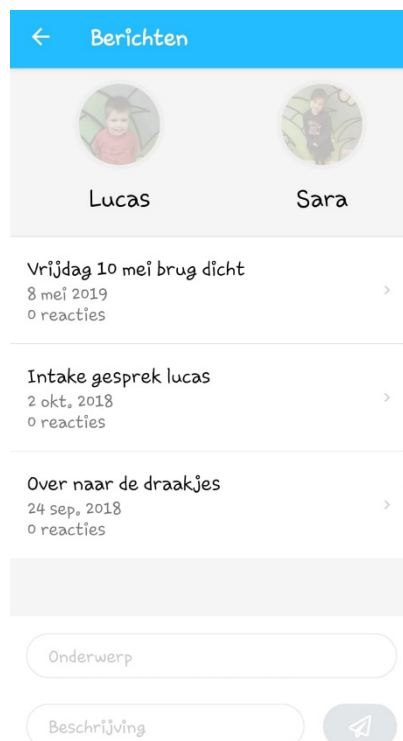 Berichten
Lucas
Sara
Vrijdag 10 mei brug dicht
8 mei 2019
0 reacties
Intake gesprek lucas
2 okt. 2018
0 reacties
Over naar de draakjes
24 sep. 2018
0 reacties
Onderwerp
Beschrijving